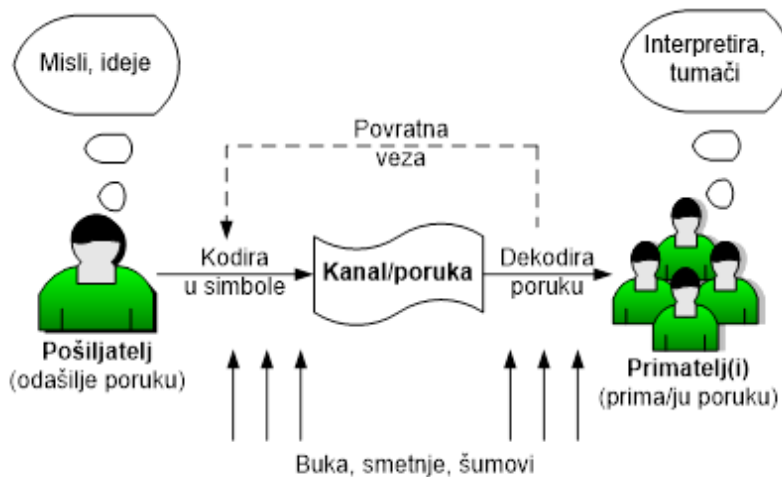 Misli, ideje
Interpretira,
tumači
Povratna
veza
Kodira
u simbole
Kanal/poruka
Dekodira
poruku
Pošiljatelj
(odašilje poruku)
Primatelj(i)
(prima/ju poruku)
Buka, smetnje, šumovi